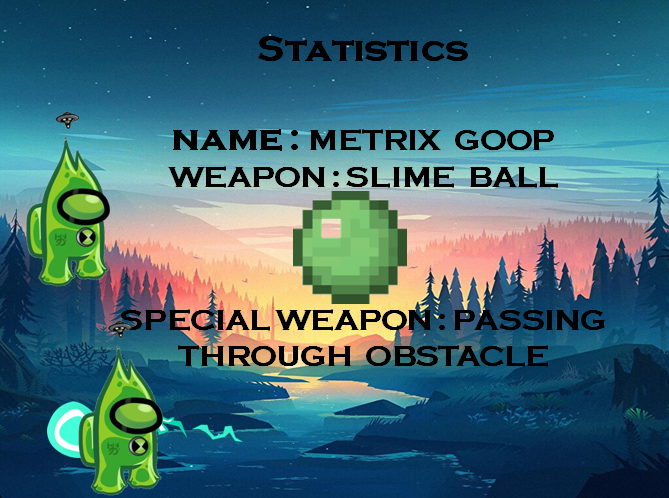 Statistics
NAME : METRIX GOOP
WEAPON : SLIME BALL
SPECIAL WEAPON : PASSING
THROUGH OBSTACLE